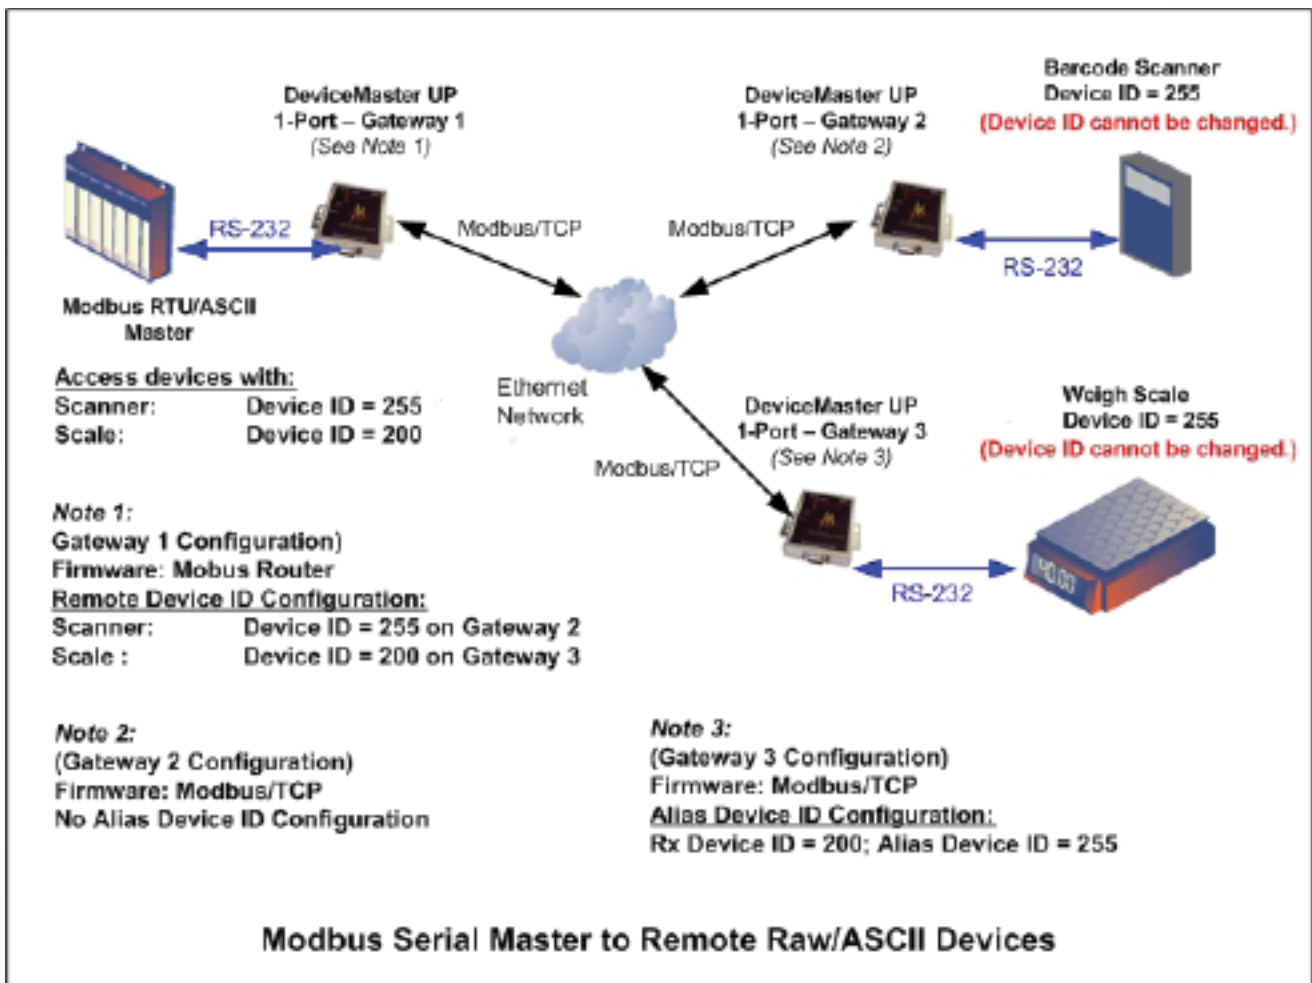 DeviceMaster UP
1-Port – Gateway 1
(See Note 1)
DeviceMaster UP
1-Port – Gateway 2
(See Note 2)
Barcode Scanner
Device ID = 255
(Device ID cannot be changed.)
RS-232
Modbus/TCP
Modbus/TCP
RS-232
Modbus RTU/ASCII
Master
Access devices with:
Scanner: Device ID = 255
Scale: Device ID = 200
Ethernet
Network
DeviceMaster UP
1-Port – Gateway 3
(See Note 3)
Weigh Scale
Device ID = 255
(Device ID cannot be changed.)
Modbus/TCP
RS-232
40.00
Note 1:
Gateway 1 Configuration)
Firmware: Mobus Router
Remote Device ID Configuration:
Scanner: Device ID = 255 on Gateway 2
Scale : Device ID = 200 on Gateway 3
Note 2:
(Gateway 2 Configuration)
Firmware: Modbus/TCP
No Alias Device ID Configuration
Note 3:
(Gateway 3 Configuration)
Firmware: Modbus/TCP
Alias Device ID Configuration:
Rx Device ID = 200; Alias Device ID = 255
Modbus Serial Master to Remote Raw/ASCII Devices